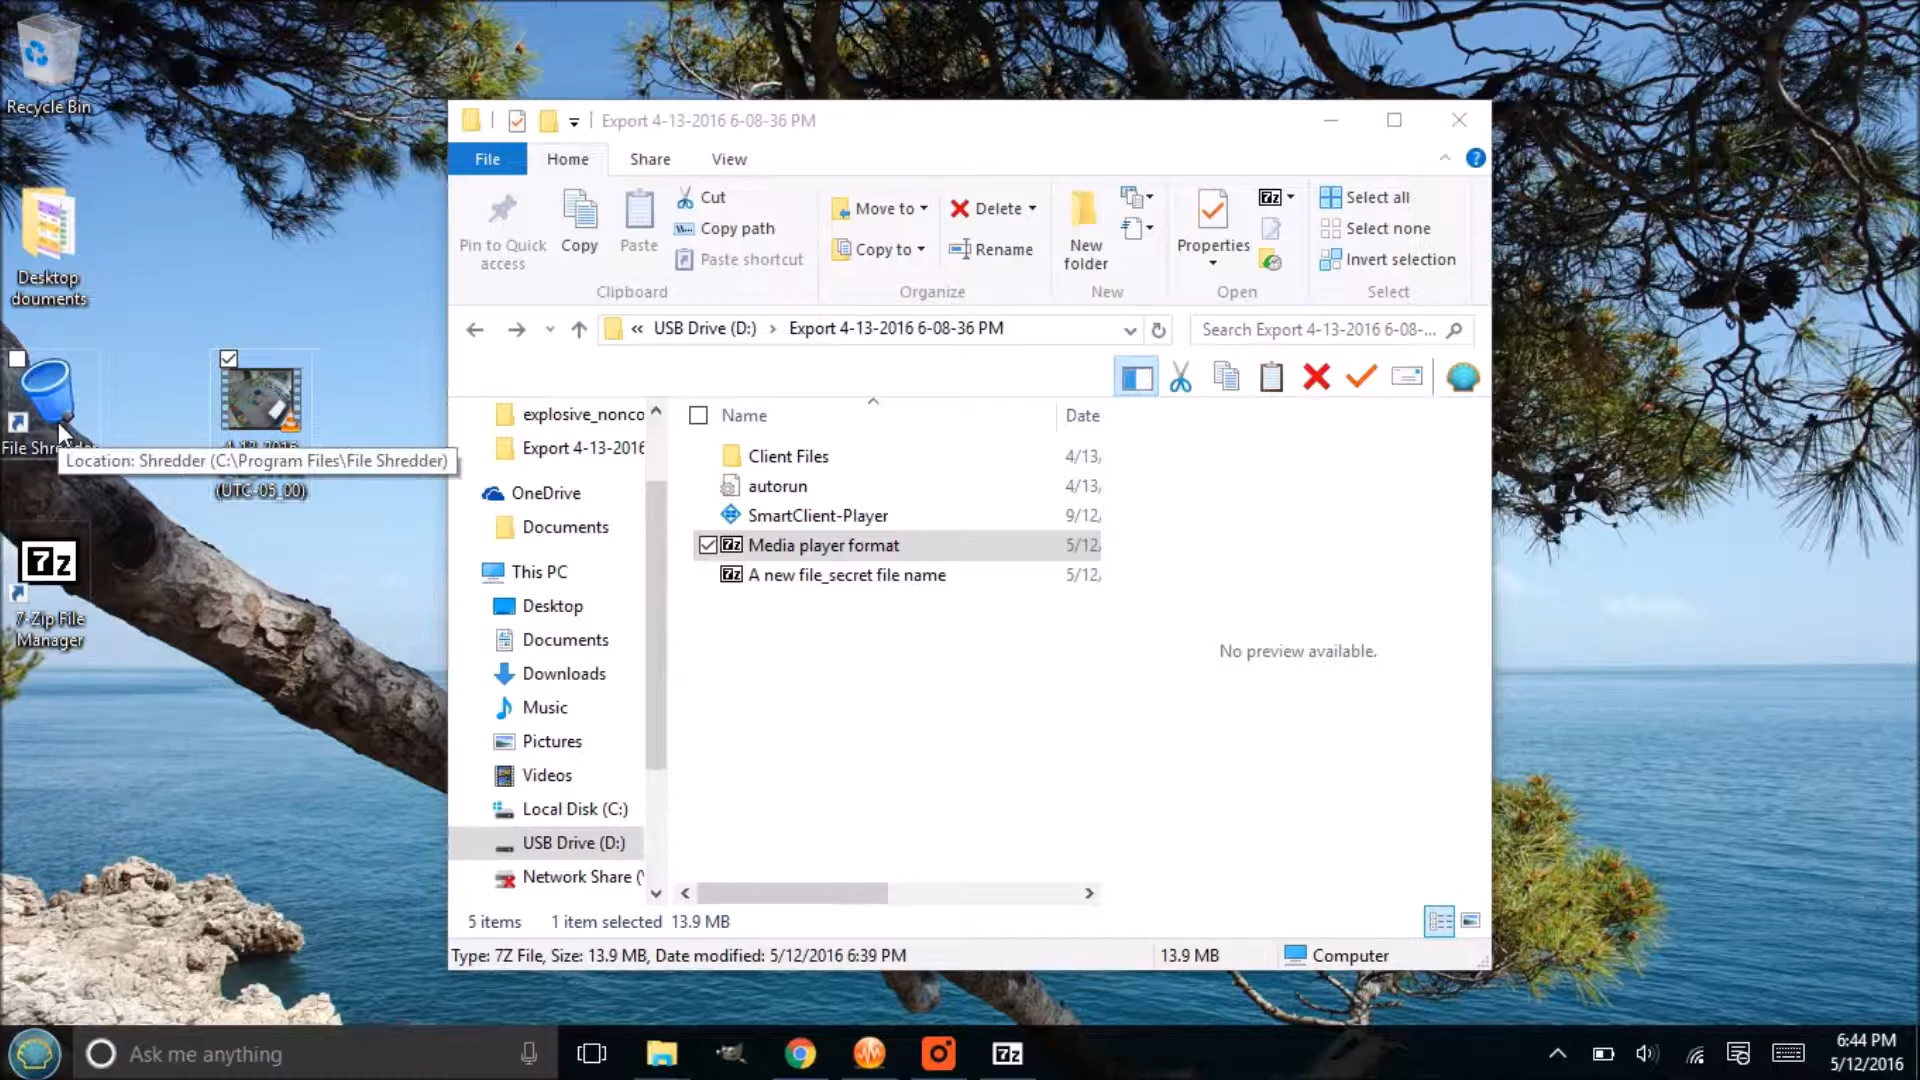 Recycle Bin
Desktop
douments
File Shredder
Location: Shredder (C:\Program Files\File Shredder)
(UTC-05_00)
7z
7-Zip File
Manager
Export 4-13-2016 6-08-36 PM
File
Home
Share
View
?
Pin to Quick
access
Copy
Paste
Cut
Copy path
Paste shortcut
Clipboard
Move to
Copy to
Delete
Rename
Organize
New
folder
New
Properties
7z
Open
Select all
Select none
Invert selection
Select
« USB Drive (D:) > Export 4-13-2016 6-08-36 PM
Search Export 4-13-2016 6-08-...
explosive_nonco
Export 4-13-2016
OneDrive
Documents
This PC
Desktop
Documents
Downloads
Music
Pictures
Videos
Local Disk (C:)
USB Drive (D:)
Network Share (
Name
Date
Client Files
4/13,
autorun
4/13,
SmartClient-Player
9/12,
7z Media player format
5/12,
7z A new file_secret file name
5/12,
No preview available.
5 items
1 item selected 13.9 MB
Type: 7Z File, Size: 13.9 MB, Date modified: 5/12/2016 6:39 PM
13.9 MB
Computer
Ask me anything
7z
6:44 PM
5/12/2016